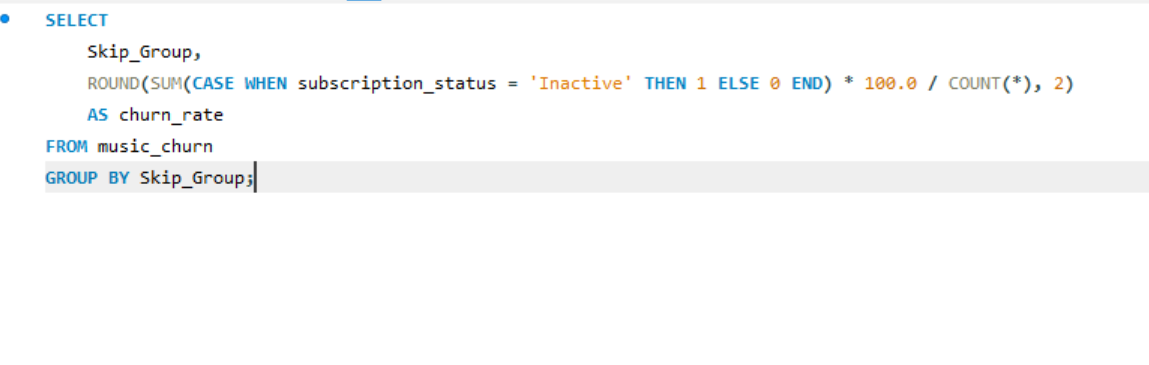 SELECT
Skip_Group,
ROUND(SUM(CASE WHEN subscription_status = 'Inactive' THEN 1 ELSE 0 END) * 100.0 / COUNT(*), 2)
AS churn_rate
FROM music_churn
GROUP BY Skip_Group;